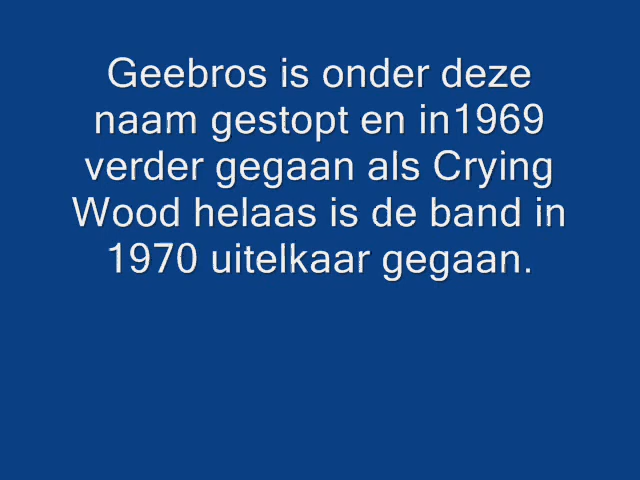 Geebros is onder deze
naam gestopt en in1969
verder gegaan als Crying
Wood helaas is de band in
1970 uitelkaar gegaan.